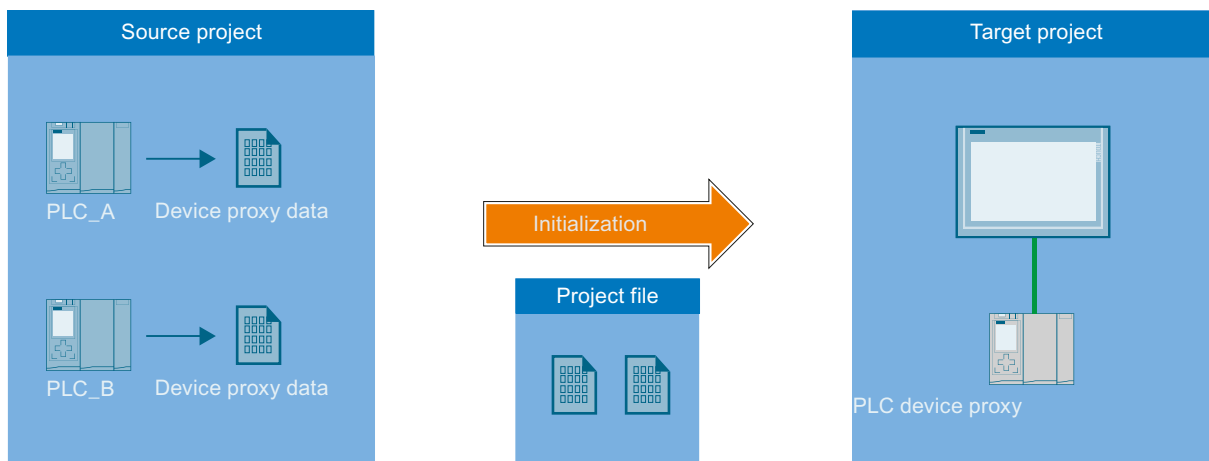 Source project
PLC_A
Device proxy data
PLC_B
Device proxy data
Initialization
Project file
Target project
PLC device proxy